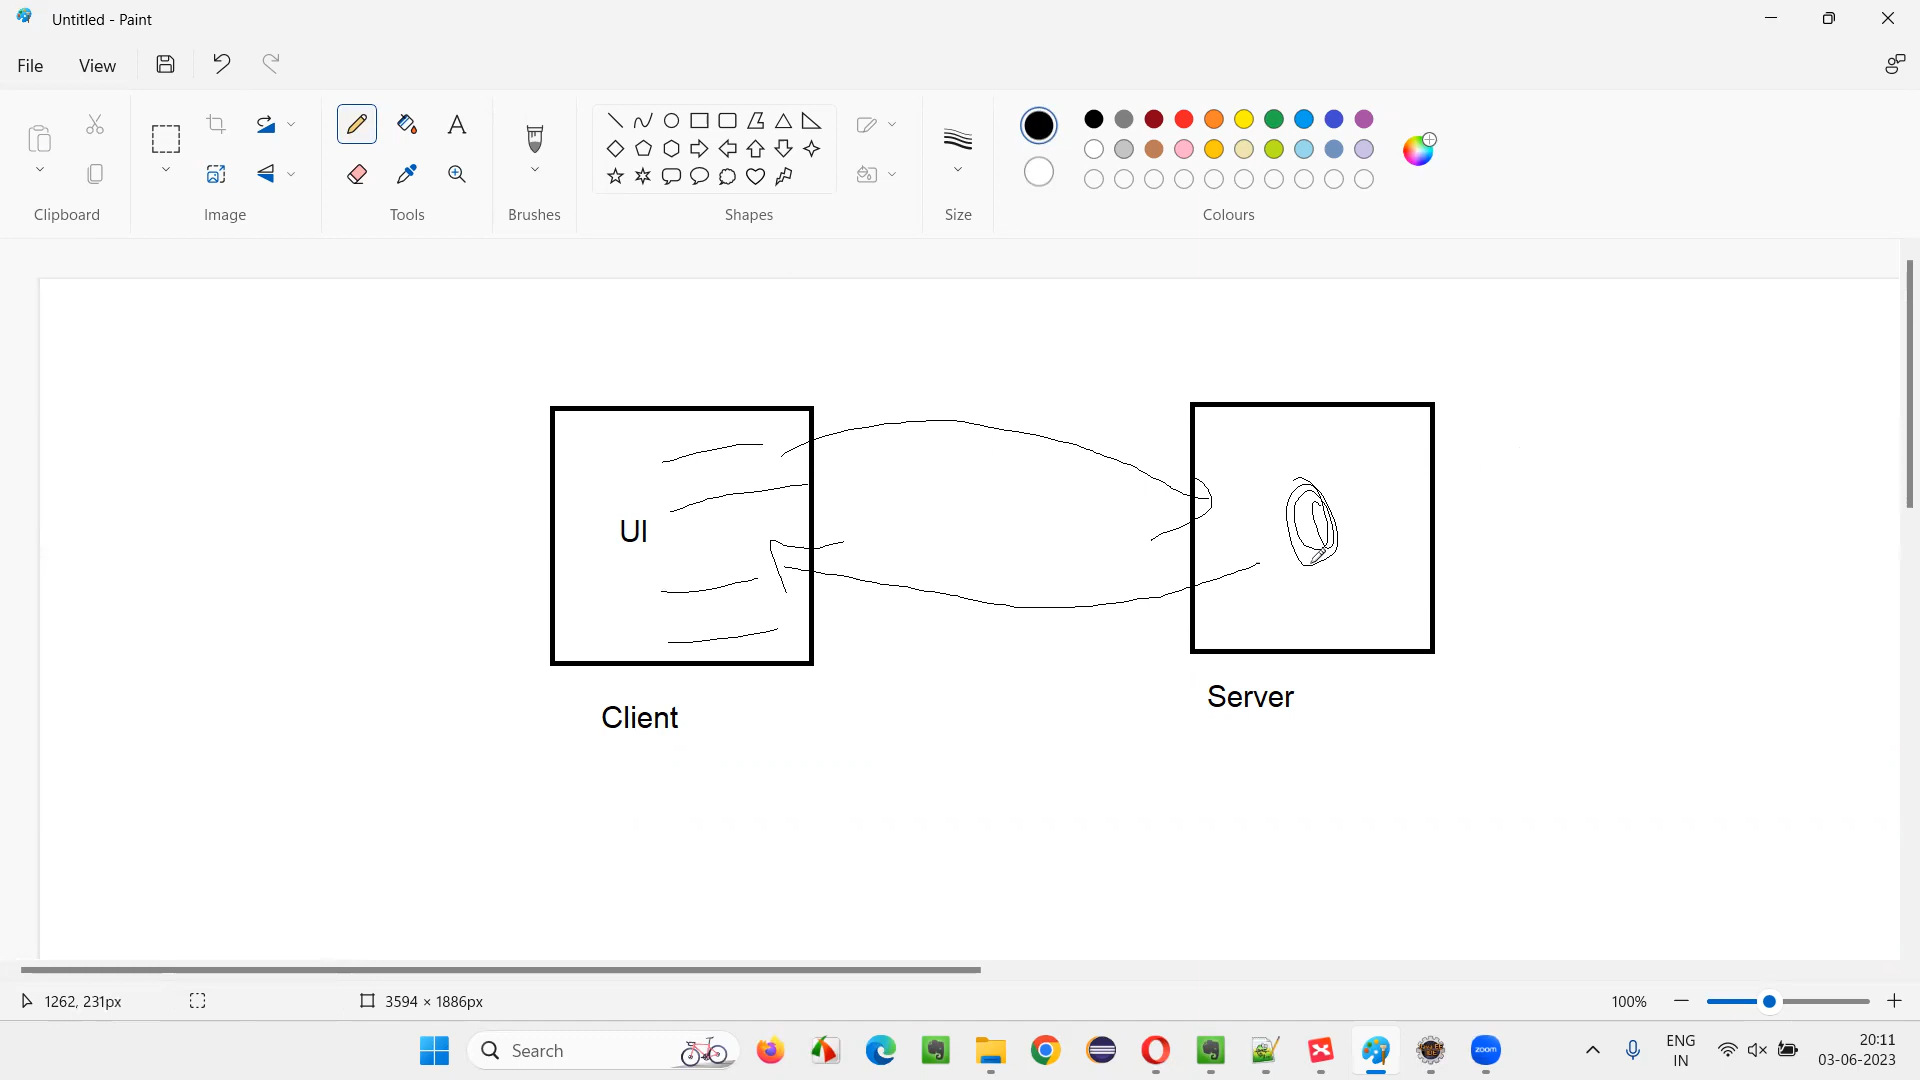 Untitled - Paint
File
View
Clipboard
Image
Tools
Brushes
Shapes
Size
Colours
UI
Client
Server
1262, 231px
3594 × 1886px
100%
Search
zoom
ENG
IN
20:11
03-06-2023